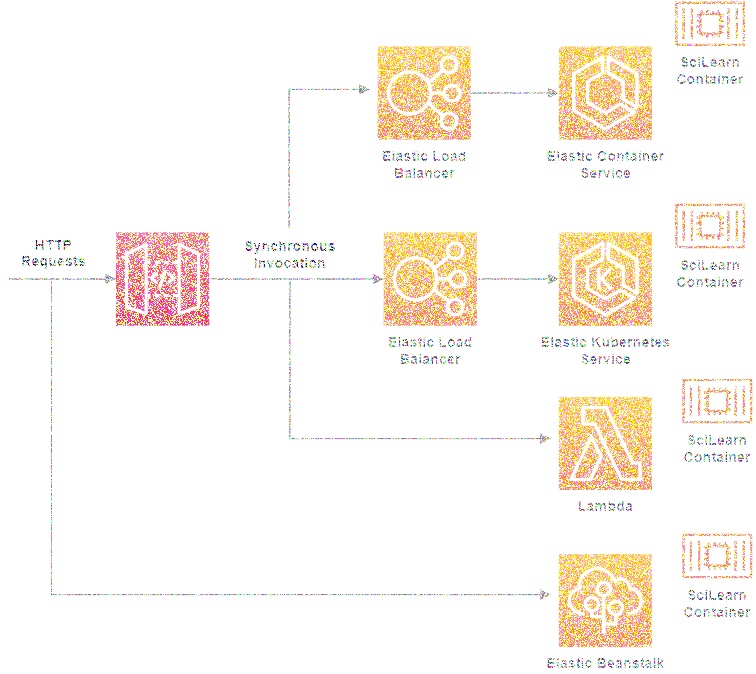 SciLearn
Container
Elastic Load
Balancer
Elastic Container
Service
HTTP
Requests
Synchronous
Invocation
SciLearn
Container
Elastic Load
Balancer
Elastic Kubernetes
Service
SciLearn
Container
Lambda
SciLearn
Container
Elastic Beanstalk